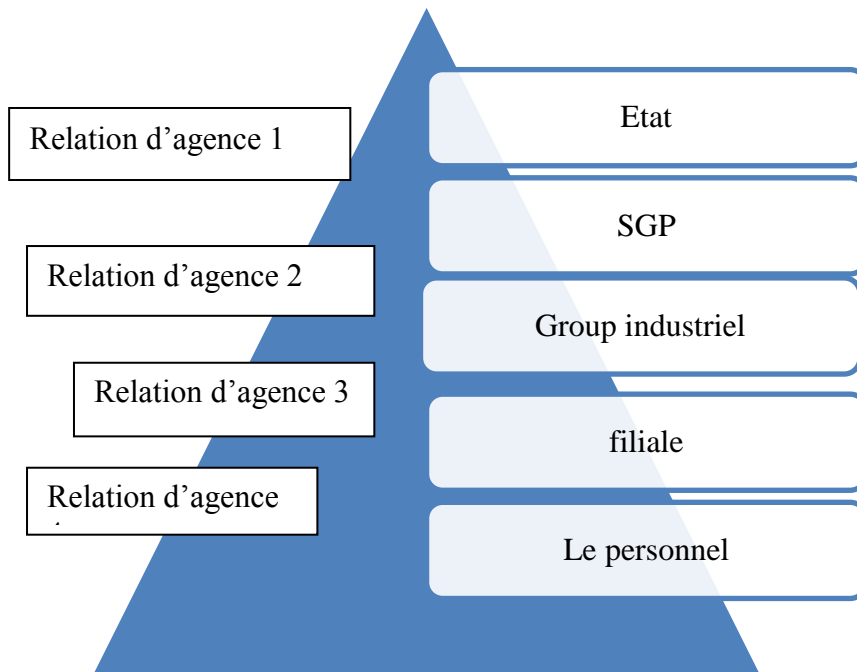 Etat
Relation d'agence 1
SGP
Relation d'agence 2
Group industriel
Relation d'agence 3
filiale
Relation d'agence
Le personnel